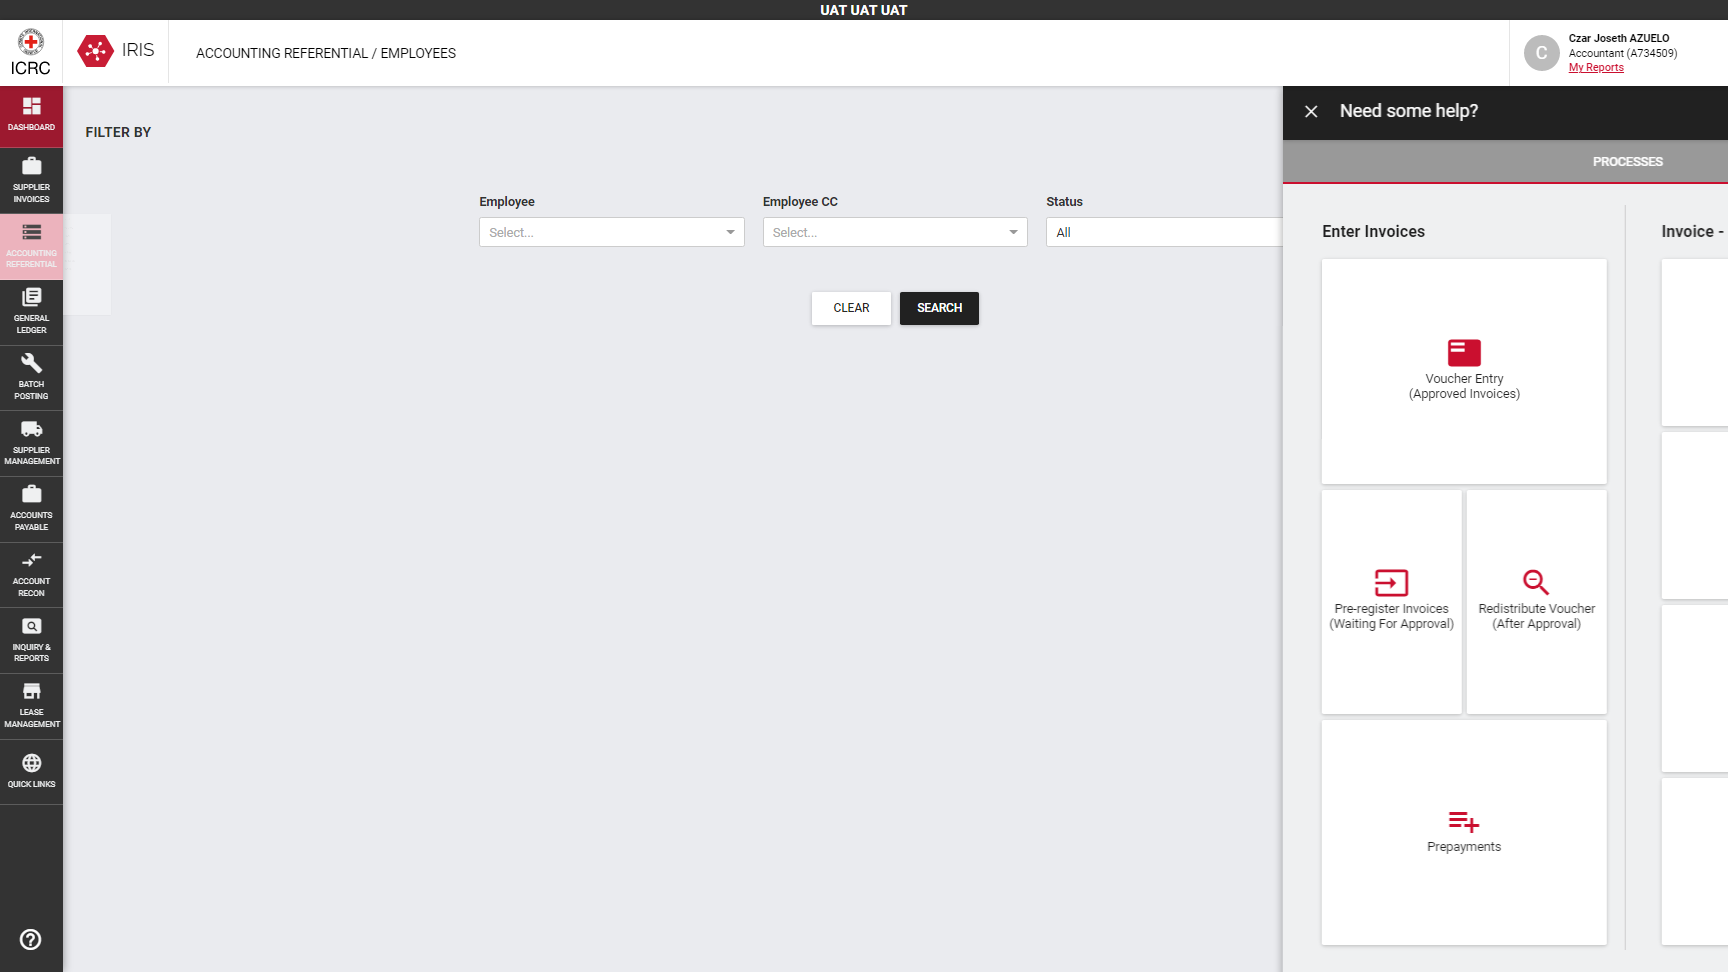 UAT UAT UAT
ICRC
IRIS
ACCOUNTING REFERENTIAL / EMPLOYEES
C
Czar Joseth AZUELO
Accountant (A734509)
My Reports
DASHBOARD
SUPPLIER
INVOICES
ACCOUNTING
REFERENTIAL
GENERAL
LEDGER
BATCH
POSTING
SUPPLIER
MANAGEMENT
ACCOUNTS
PAYABLE
ACCOUNT
RECON
INQUIRY &
REPORTS
LEASE
MANAGEMENT
QUICK LINKS
FILTER BY
Employee
Select...
Employee CC
Select...
Status
All
CLEAR
SEARCH
Need some help?
PROCESSES
Enter Invoices
Voucher Entry
(Approved Invoices)
Pre-register Invoices
(Waiting For Approval)
Redistribute Voucher
(After Approval)
Prepayments
Invoice -